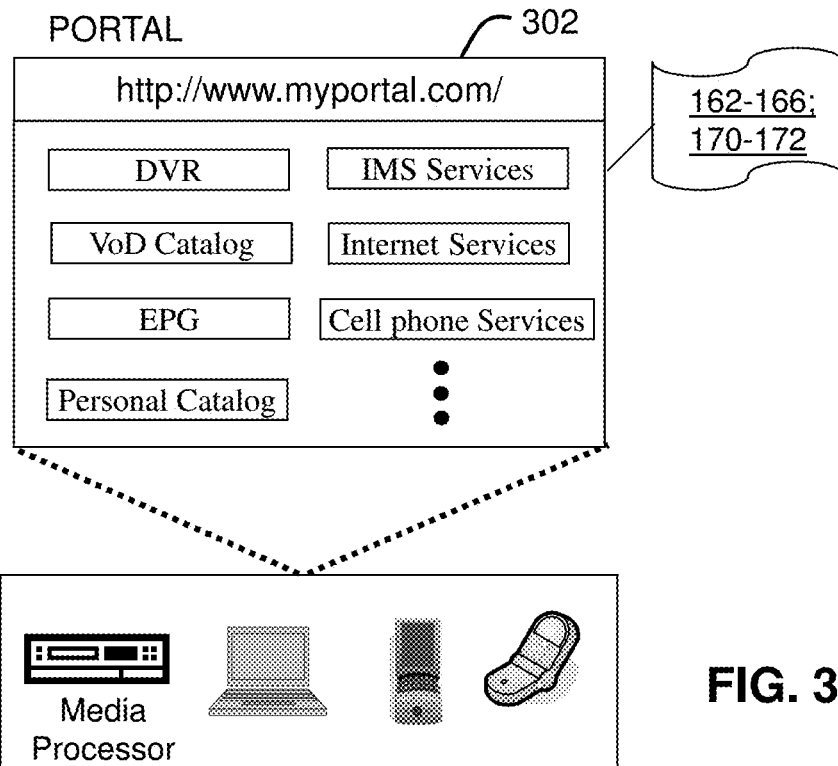 PORTAL
302
http://www.myportal.com/
162-166;
170-172
DVR
IMS Services
VoD Catalog
Internet Services
EPG
Cell phone Services
Personal Catalog
Media
Processor
FIG. 3